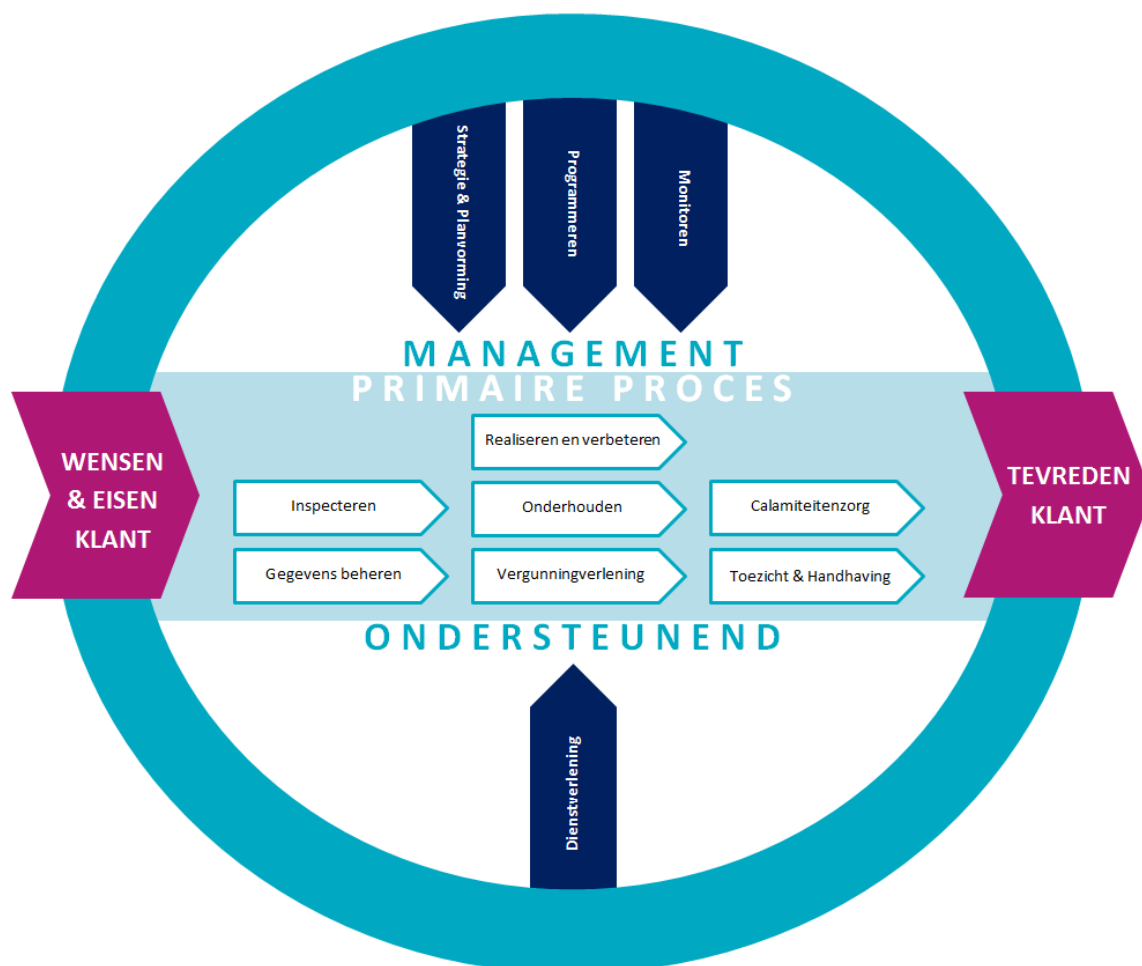 Strategie & Planvorming
Programmeren
Monitoren
MANAGEMENT
PRIMAIRE PROCES
WENSEN
& EISEN
KLANT
Realiseren en verbeteren
Inspecteren
Onderhouden
Calamiteitenzorg
Gegevens beheren
Vergunningverlening
Toezicht & Handhaving
TEVREDEN
KLANT
ONDERSTEUNEND
Dienstverlening